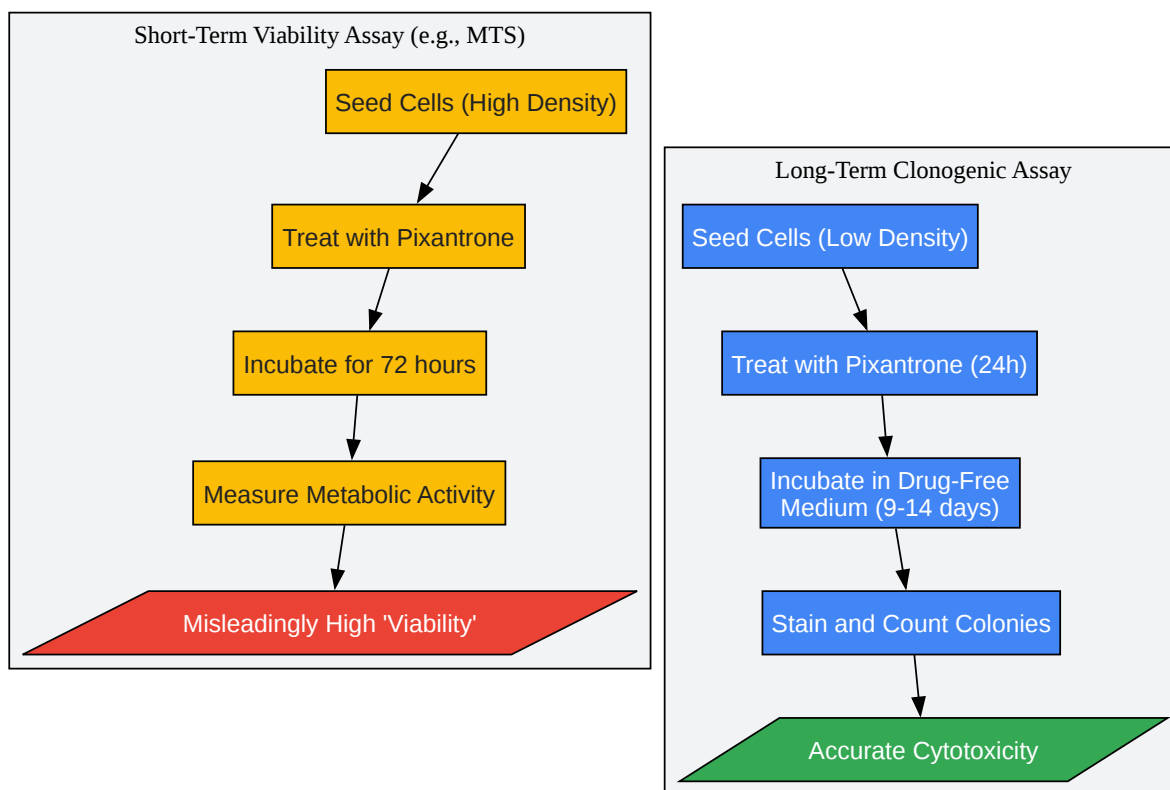 Short-Term Viability Assay (e.g., MTS)
Seed Cells (High Density)
Treat with Pixantrone
Incubate for 72 hours
Measure Metabolic Activity
Misleadingly High 'Viability'
Long-Term Clonogenic Assay
Seed Cells (Low Density)
Treat with Pixantrone (24h)
Incubate in Drug-Free
Medium (9-14 days)
Stain and Count Colonies
Accurate Cytotoxicity